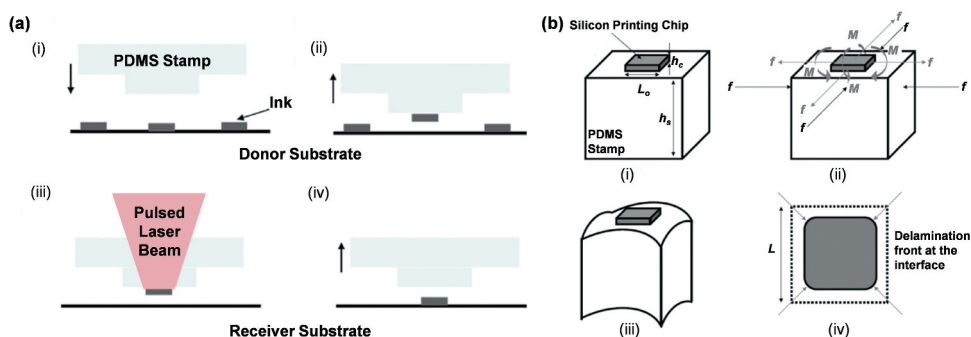 (a)
(i)
PDMS Stamp
Ink
(ii)
Donor Substrate
(iii)
Pulsed
Laser
Beam
(iv)
Receiver Substrate
(b)
Silicon Printing Chip
h_c
L_o
h_s
PDMS
Stamp
(i)
f
f
M
M
M
M
f
f
f
f
f
f
(ii)
(iii)
L
Delamination
front at the
interface
(iv)